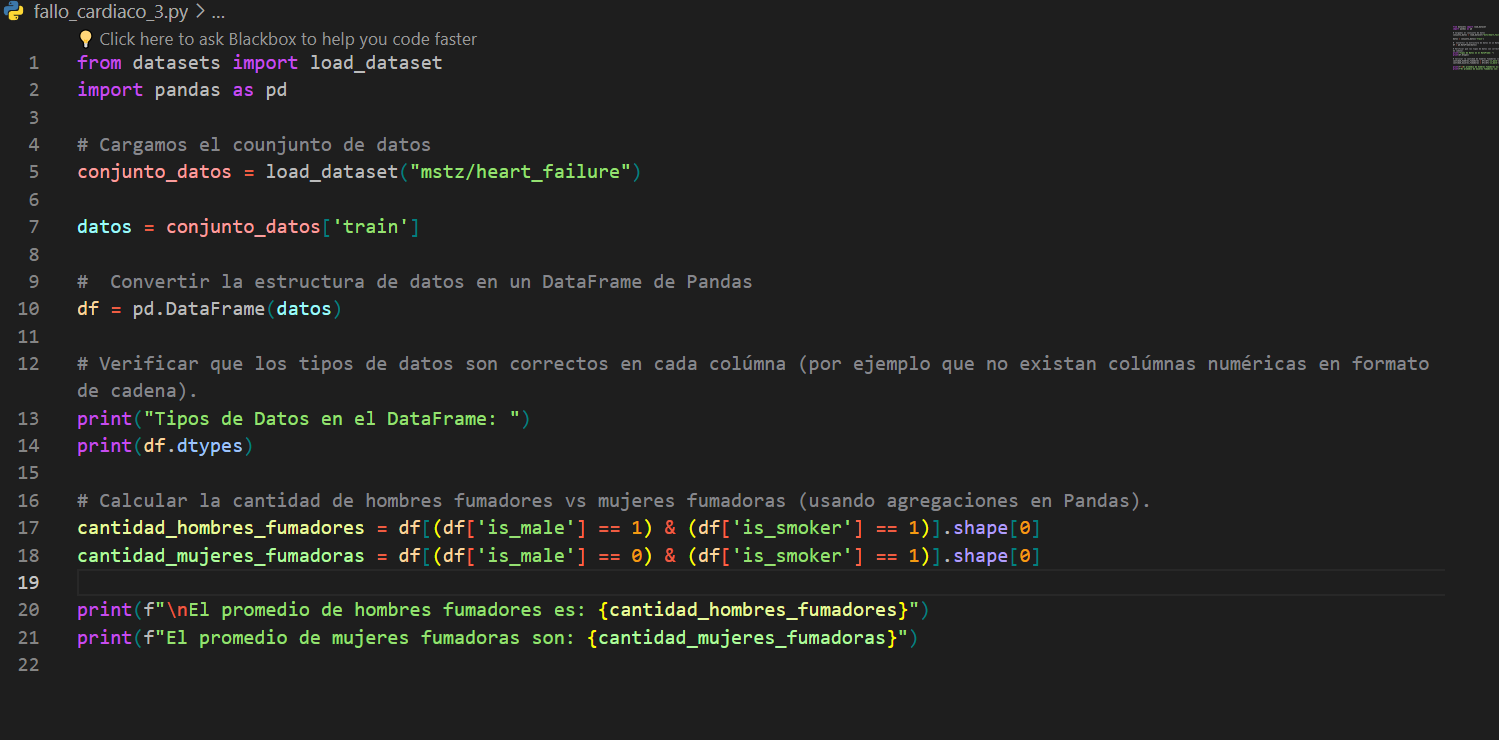 fallo_cardiaco_3.py > ...
Click here to ask Blackbox to help you code faster
1 from datasets import load_dataset
2 import pandas as pd
3
4 # Cargamos el counjunto de datos
5 conjunto_datos = load_dataset("mstz/heart_failure")
6
7 datos = conjunto_datos['train']
8
9 #  Convertir la estructura de datos en un DataFrame de Pandas
10 df = pd.DataFrame(datos)
11
12 # Verificar que los tipos de datos son correctos en cada colúmna (por ejemplo que no existan colúmnas numéricas en formato
de cadena).
13 print("Tipos de Datos en el DataFrame: ")
14 print(df.dtypes)
15
16 # Calcular la cantidad de hombres fumadores vs mujeres fumadoras (usando agregaciones en Pandas).
17 cantidad_hombres_fumadores = df[(df['is_male'] == 1) & (df['is_smoker'] == 1)].shape[0]
18 cantidad_mujeres_fumadoras = df[(df['is_male'] == 0) & (df['is_smoker'] == 1)].shape[0]
19
20 print(f"\nEl promedio de hombres fumadores es: {cantidad_hombres_fumadores}")
21 print(f"El promedio de mujeres fumadoras son: {cantidad_mujeres_fumadoras}")
22